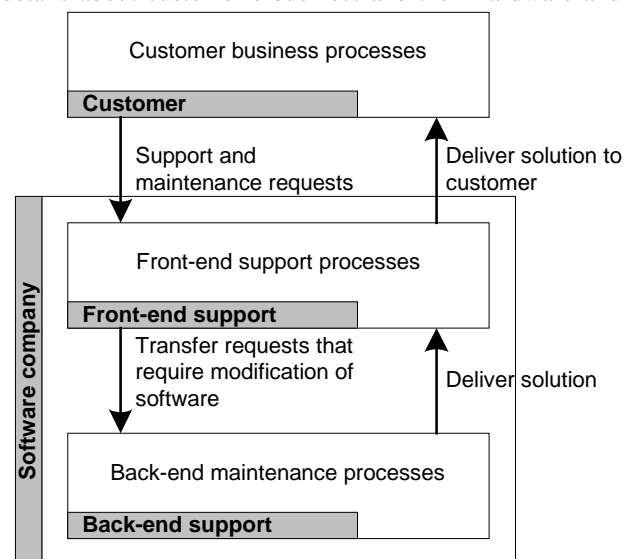 Customer business processes
Customer
Support and
maintenance requests
Deliver solution to
customer
Software company
Front-end support processes
Front-end support
Transfer requests that
require modification of
software
Deliver solution
Back-end maintenance processes
Back-end support